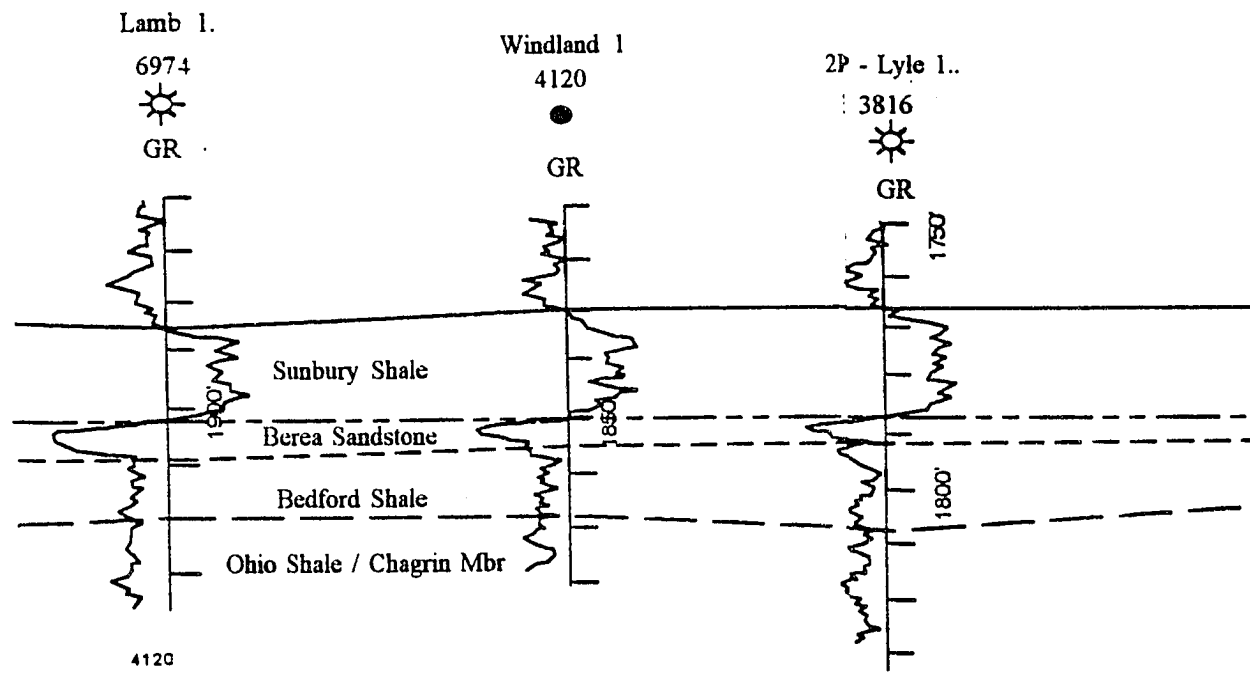 Lamb 1.
6974
GR
Windland 1
4120
GR
2P - Lyle 1..
3816
GR
1750'
Sunbury Shale
1900'
1850'
Berea Sandstone
Bedford Shale
1800'
Ohio Shale / Chagrin Mbr
4120